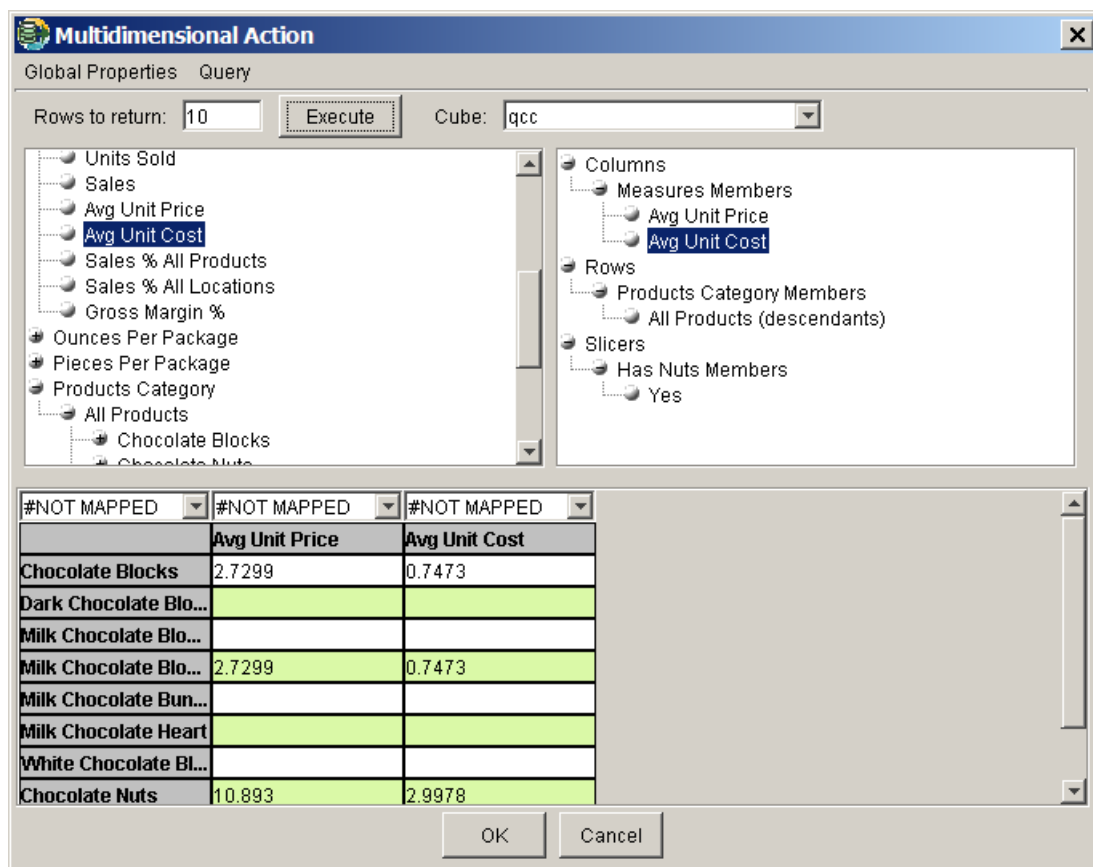 Multidimensional Action
Global Properties Query
Rows to return: 10 Execute Cube: qcc
Units Sold
Sales
Avg Unit Price
Avg Unit Cost
Sales % All Products
Sales % All Locations
Gross Margin %
Ounces Per Package
Pieces Per Package
Products Category
All Products
Chocolate Blocks
Chocolate Nuts
Columns
Measures Members
Avg Unit Price
Avg Unit Cost
Rows
Products Category Members
All Products (descendants)
Slicers
Has Nuts Members
Yes
#NOT MAPPED #NOT MAPPED #NOT MAPPED
Avg Unit Price Avg Unit Cost
Chocolate Blocks 2.7299 0.7473
Dark Chocolate Blo...
Milk Chocolate Blo...
Milk Chocolate Blo... 2.7299 0.7473
Milk Chocolate Bun...
Milk Chocolate Heart
White Chocolate Bl...
Chocolate Nuts 10.893 2.9978
OK Cancel